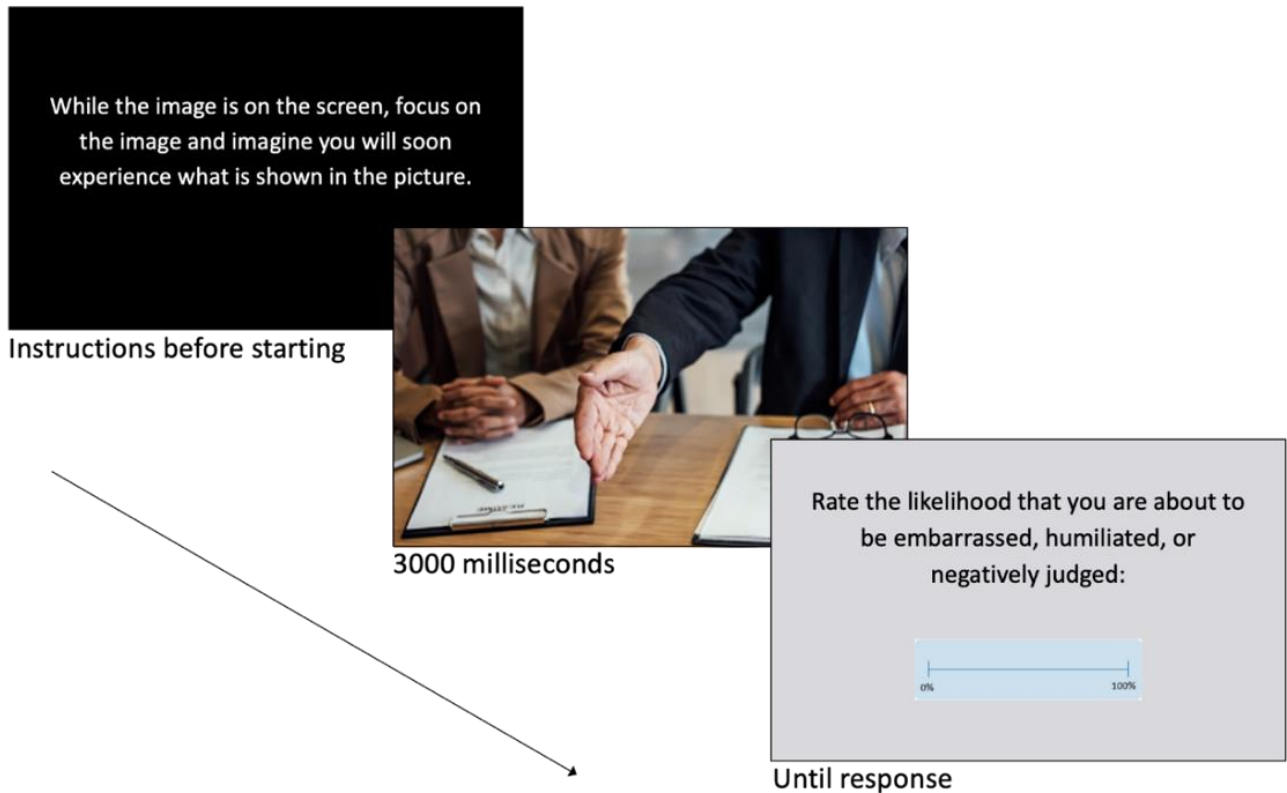 While the image is on the screen, focus on
the image and imagine you will soon
experience what is shown in the picture.
Instructions before starting
RESUME
3000 milliseconds
Rate the likelihood that you are about to
be embarrassed, humiliated, or
negatively judged:
0% 100%
Until response